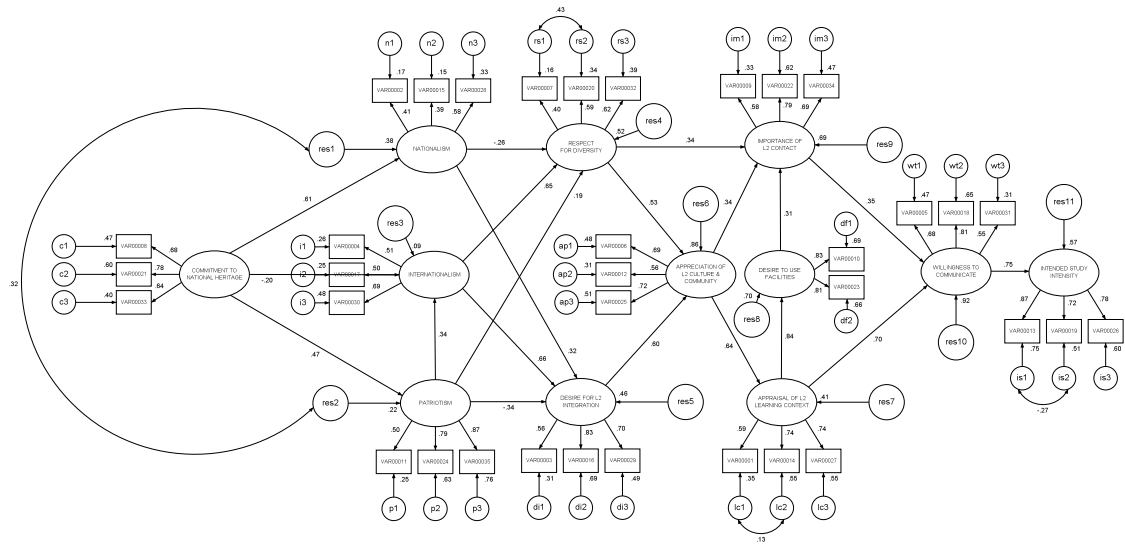 .43
n1
n2
n3
rs1
rs2
rs3
im1
im2
im3
.17
.15
.33
.16
.34
.39
.33
.62
.47
VAR00002
VAR00015
VAR00028
VAR00007
VAR00020
VAR00032
VAR00009
VAR00022
VAR00034
.41
.39
.58
.40
.59
.62
.58
.79
.69
res1
.38
NATIONALISM
-.26
RESPECT
FOR DIVERSITY
.52
res4
.34
IMPORTANCE OF
L2 CONTACT
.69
res9
wt1
wt2
wt3
.47
.65
.31
VAR00005
VAR00018
VAR00031
.68
.81
.55
res11
.57
.61
.65
.19
.53
.34
.31
.35
res3
.09
res6
.86
df1
.69
c1
.47
VAR00008
.68
c2
.60
VAR00021
.78
c3
.40
VAR00033
.64
COMMITMENT TO
NATIONAL HERITAGE
-.20
i1
.26
VAR00004
.51
i2
.25
VAR00017
.50
i3
.48
VAR00030
.69
INTERNATIONALISM
ap1
.48
VAR00006
.69
ap2
.31
VAR00012
.56
ap3
.51
VAR00025
.72
APPRECIATION OF
L2 CULTURE &
COMMUNITY
DESIRE TO USE
FACILITIES
.83
VAR00010
.81
VAR00023
.66
df2
.70
res8
WILLINGNESS TO
COMMUNICATE
.75
INTENDED STUDY
INTENSITY
.92
res10
.87
.72
.78
VAR00013
VAR00019
VAR00026
.75
.51
.60
is1
is2
is3
-.27
.32
.47
.34
.66
.32
.60
.64
.84
.70
res2
.22
PATRIOTISM
-.34
DESIRE FOR L2
INTEGRATION
.46
res5
APPRAISAL OF L2
LEARNING CONTEXT
.41
res7
.50
.79
.87
.56
.83
.70
.59
.74
.74
VAR00011
VAR00024
VAR00035
VAR00003
VAR00016
VAR00029
VAR00001
VAR00014
VAR00027
.25
.63
.76
.31
.69
.49
.35
.55
.55
p1
p2
p3
di1
di2
di3
lc1
lc2
lc3
.13